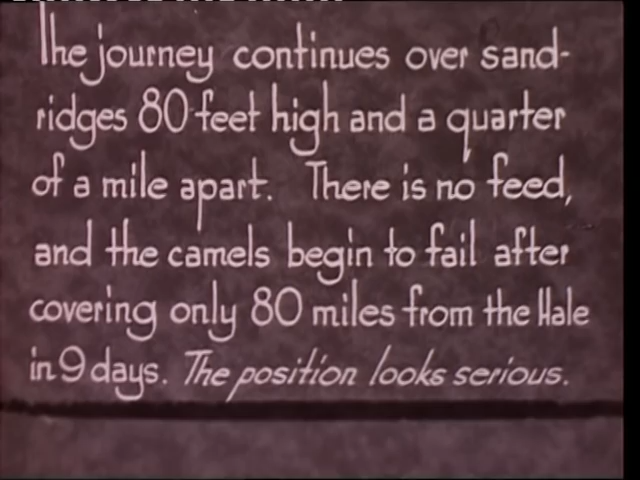 The journey continues over sand-
ridges 80 feet high and a quarter
of a mile apart. There is no feed,
and the camels begin to fail after
covering only 80 miles from the Hale
in 9 days. The position looks serious.